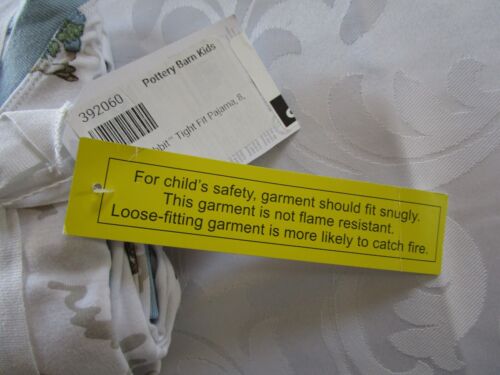 Pottery Barn Kids
392060
Tight Fit Pajama, 8,
For child's safety, garment should fit snugly.
This garment is not flame resistant.
Loose-fitting garment is more likely to catch fire.